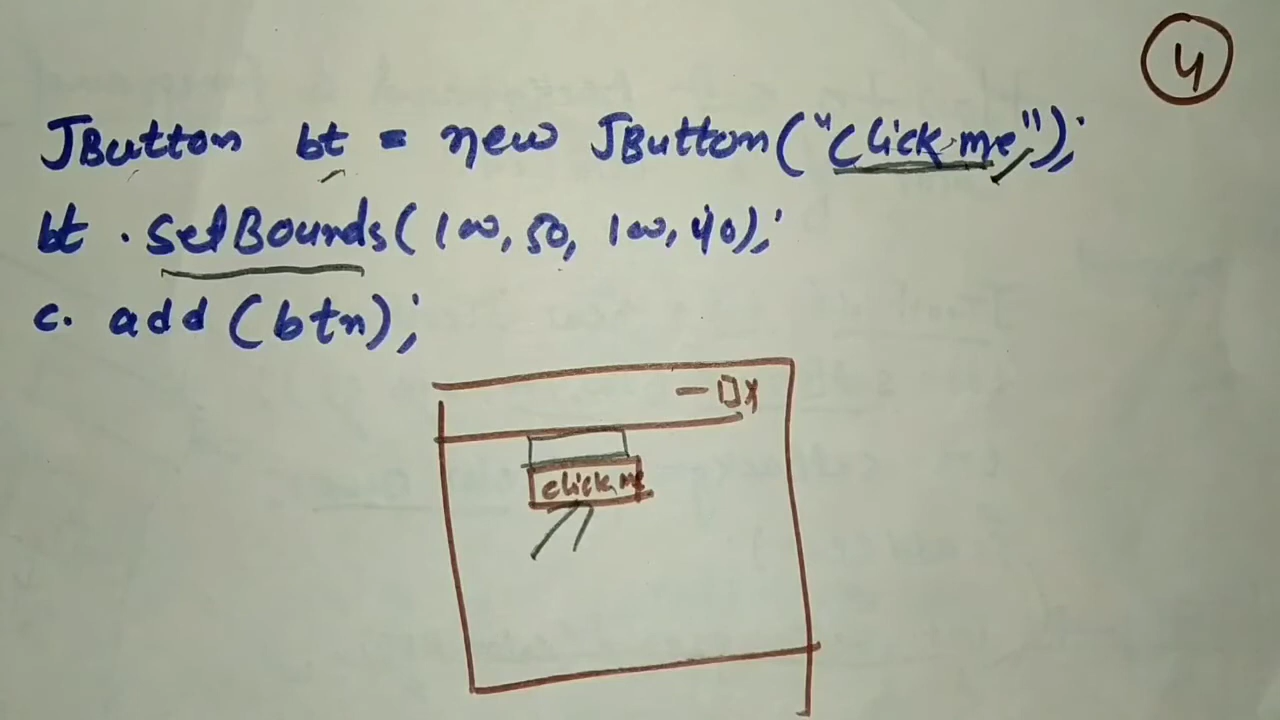 4
JButton bt = new JButton("Click me");
bt . setBounds(100, 50, 100, 40);
c. add (btn);
- □ x
click me